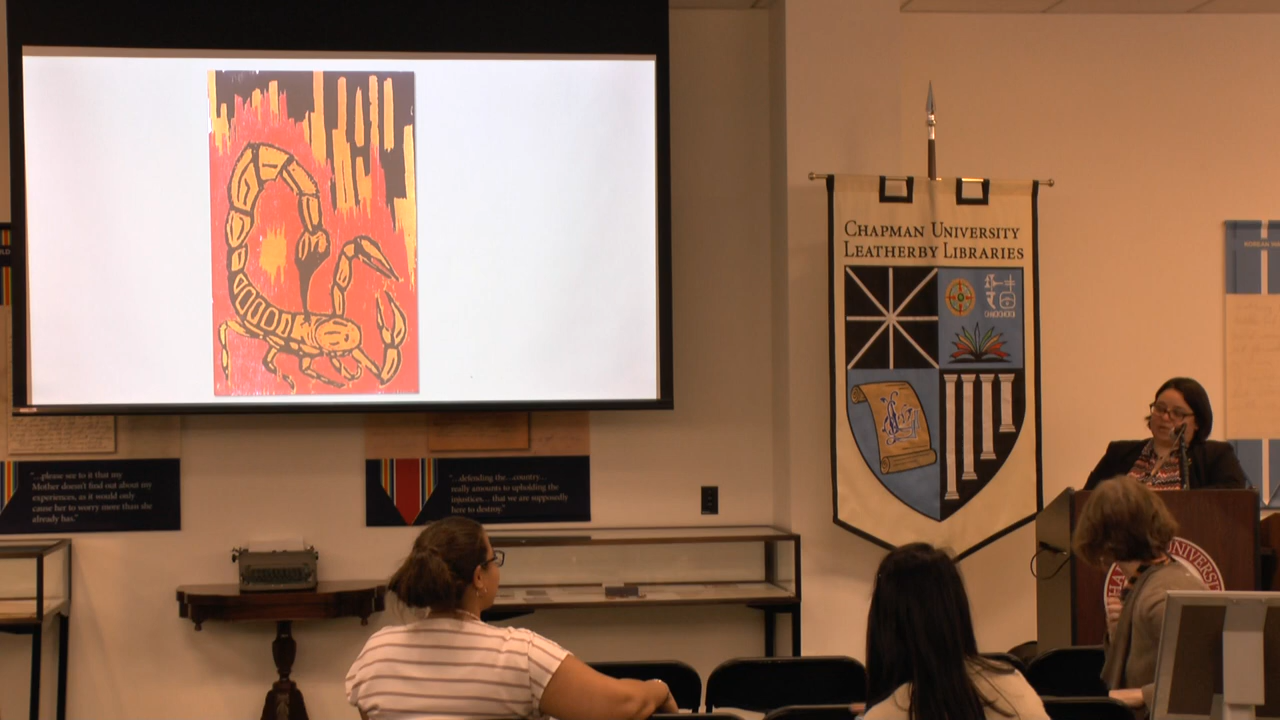 CHAPMAN UNIVERSITY
LEATHERBY LIBRARIES
"...please see to it that my
Mother doesn't find out about my
experiences, as it would only
cause her to worry more than she
already has."
"...defending the...country...
really amounts to upholding the
injustices... that we are supposedly
here to destroy."
KOREAN